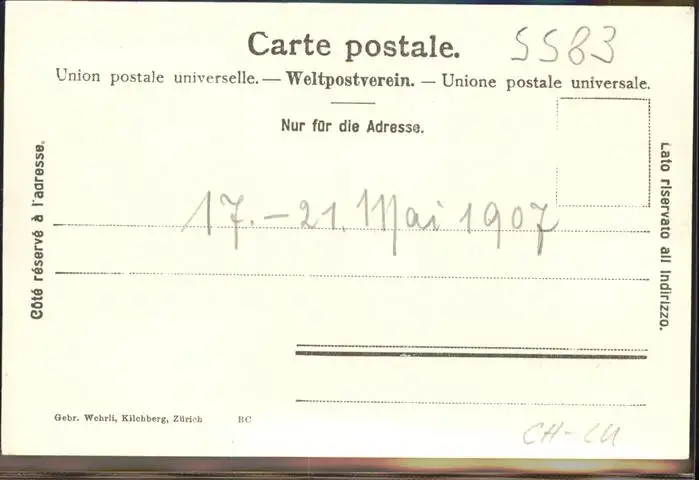 Carte postale.
5583
Union postale universelle. — Weltpostverein. — Unione postale universale.
Nur für die Adresse.
Côté réservé à l'adresse.
Lato riservato all Indirizzo.
17. – 21. Mai 1907
Gebr. Wehrli, Kilchberg, Zürich BC
CH-LU